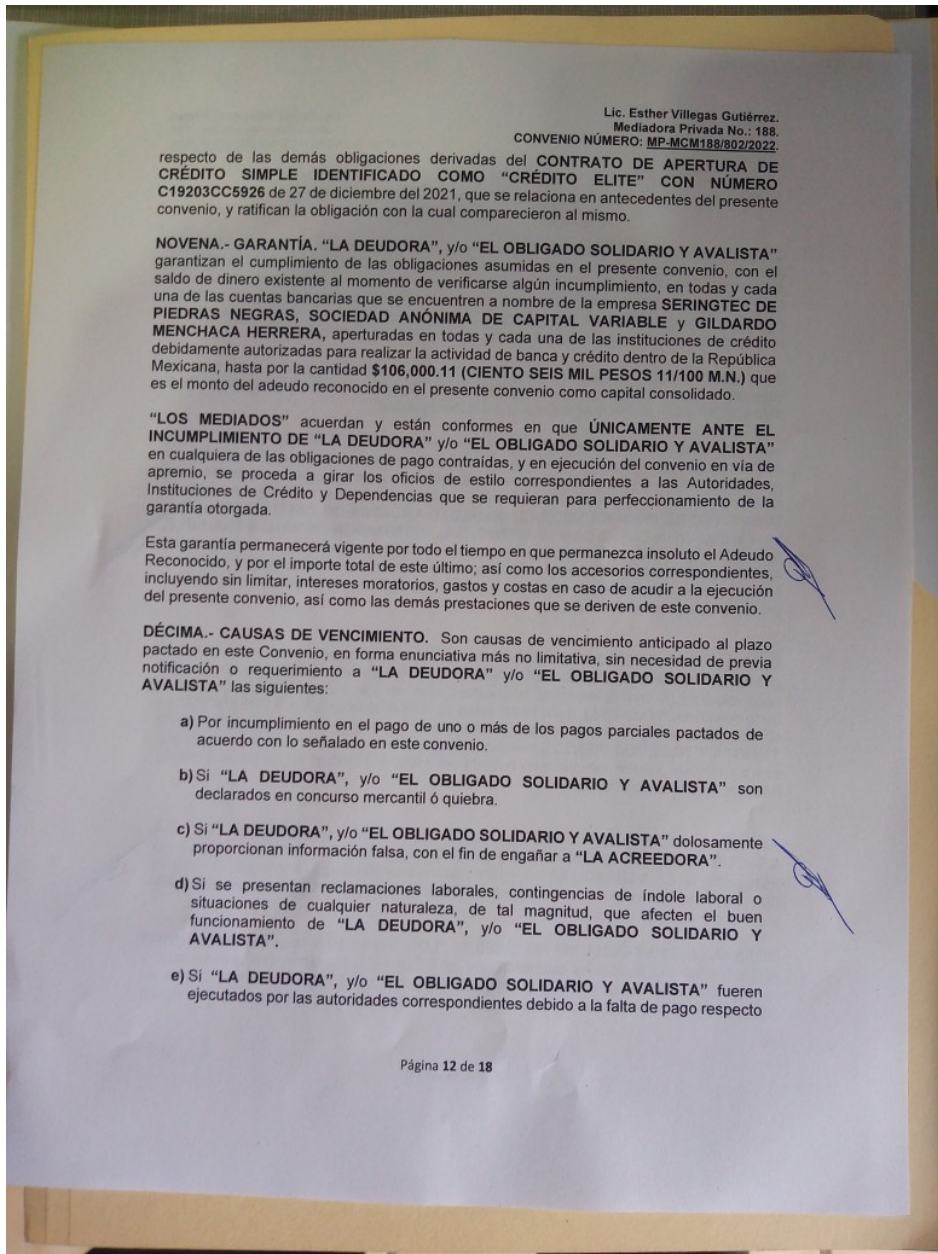 Lic. Esther Villegas Gutiérrez.
Mediadora Privada No.: 188.
CONVENIO NÚMERO: MP-MCM188/802/2022.
respecto de las demás obligaciones derivadas del CONTRATO DE APERTURA DE
CRÉDITO SIMPLE IDENTIFICADO COMO “CRÉDITO ELITE” CON NÚMERO
C19203CC5926 de 27 de diciembre del 2021, que se relaciona en antecedentes del presente
convenio, y ratifican la obligación con la cual comparecieron al mismo.
NOVENA.- GARANTÍA. “LA DEUDORA”, y/o “EL OBLIGADO SOLIDARIO Y AVALISTA”
garantizan el cumplimiento de las obligaciones asumidas en el presente convenio, con el
saldo de dinero existente al momento de verificarse algún incumplimiento, en todas y cada
una de las cuentas bancarias que se encuentren a nombre de la empresa SERINGTEC DE
PIEDRAS NEGRAS, SOCIEDAD ANÓNIMA DE CAPITAL VARIABLE y GILDARDO
MENCHACA HERRERA, aperturadas en todas y cada una de las instituciones de crédito
debidamente autorizadas para realizar la actividad de banca y crédito dentro de la República
Mexicana, hasta por la cantidad $106,000.11 (CIENTO SEIS MIL PESOS 11/100 M.N.) que
es el monto del adeudo reconocido en el presente convenio como capital consolidado.
“LOS MEDIADOS” acuerdan y están conformes en que ÚNICAMENTE ANTE EL
INCUMPLIMIENTO DE “LA DEUDORA” y/o “EL OBLIGADO SOLIDARIO Y AVALISTA”
en cualquiera de las obligaciones de pago contraídas, y en ejecución del convenio en vía de
apremio, se proceda a girar los oficios de estilo correspondientes a las Autoridades,
Instituciones de Crédito y Dependencias que se requieran para perfeccionamiento de la
garantía otorgada.
Esta garantía permanecerá vigente por todo el tiempo en que permanezca insoluto el Adeudo
Reconocido, y por el importe total de este último; así como los accesorios correspondientes,
incluyendo sin limitar, intereses moratorios, gastos y costas en caso de acudir a la ejecución
del presente convenio, así como las demás prestaciones que se deriven de este convenio.
DÉCIMA.- CAUSAS DE VENCIMIENTO. Son causas de vencimiento anticipado al plazo
pactado en este Convenio, en forma enunciativa más no limitativa, sin necesidad de previa
notificación o requerimiento a “LA DEUDORA” y/o “EL OBLIGADO SOLIDARIO Y
AVALISTA” las siguientes:
a) Por incumplimiento en el pago de uno o más de los pagos parciales pactados de
acuerdo con lo señalado en este convenio.
b) Si “LA DEUDORA”, y/o “EL OBLIGADO SOLIDARIO Y AVALISTA” son
declarados en concurso mercantil ó quiebra.
c) Si “LA DEUDORA”, y/o “EL OBLIGADO SOLIDARIO Y AVALISTA” dolosamente
proporcionan información falsa, con el fin de engañar a “LA ACREEDORA”.
d) Si se presentan reclamaciones laborales, contingencias de índole laboral o
situaciones de cualquier naturaleza, de tal magnitud, que afecten el buen
funcionamiento de “LA DEUDORA”, y/o “EL OBLIGADO SOLIDARIO Y
AVALISTA”.
e) Si “LA DEUDORA”, y/o “EL OBLIGADO SOLIDARIO Y AVALISTA” fueren
ejecutados por las autoridades correspondientes debido a la falta de pago respecto
Página 12 de 18